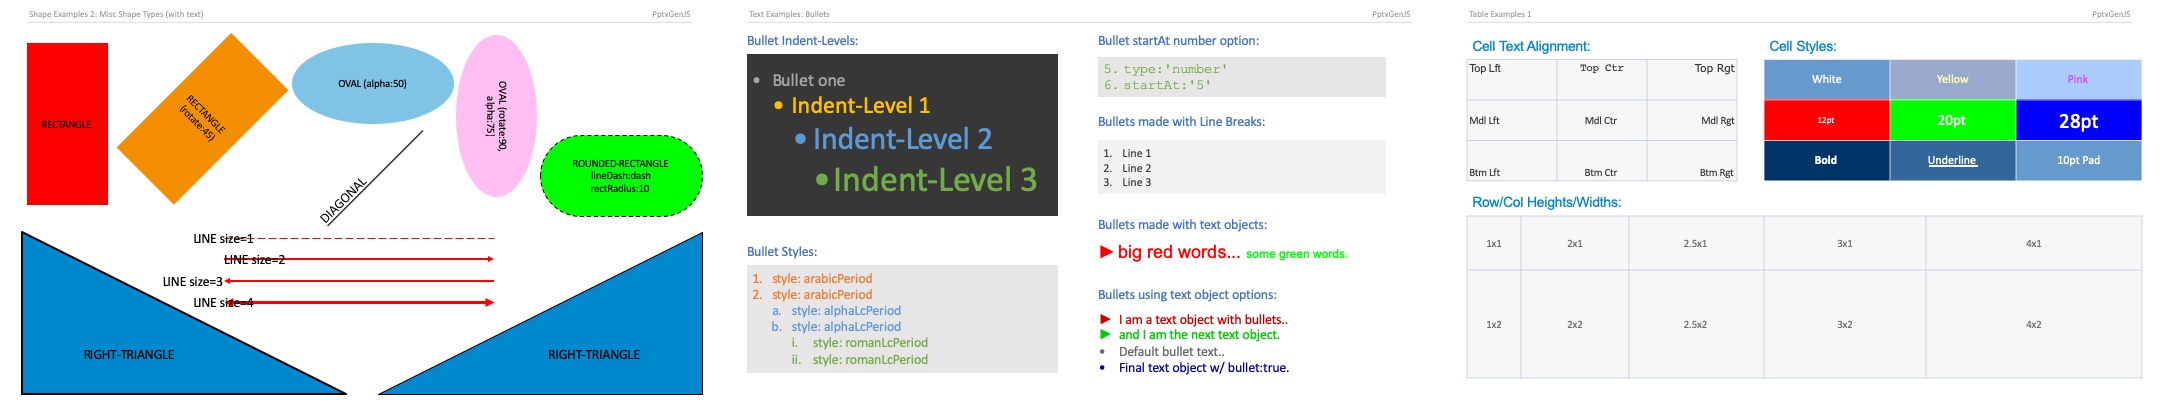 Shape Examples 2: Misc Shape Types (with text)
PptxGenJS
RECTANGLE
RECTANGLE
(rotate:45)
OVAL (alpha:50)
OVAL (rotate:90,
alpha:75)
DIAGONAL
ROUNDED-RECTANGLE
lineDash:dash
rectRadius:10
LINE size=1
LINE size=2
LINE size=3
LINE size=4
RIGHT-TRIANGLE
RIGHT-TRIANGLE
Text Examples: Bullets
PptxGenJS
Bullet Indent-Levels:
• Bullet one
• Indent-Level 1
• Indent-Level 2
• Indent-Level 3
Bullet Styles:
1. style: arabicPeriod
2. style: arabicPeriod
a. style: alphaLcPeriod
b. style: alphaLcPeriod
i. style: romanLcPeriod
ii. style: romanLcPeriod
Bullet startAt number option:
5. type:'number'
6. startAt:'5'
Bullets made with Line Breaks:
1. Line 1
2. Line 2
3. Line 3
Bullets made with text objects:
► big red words... some green words.
Bullets using text object options:
► I am a text object with bullets..
► and I am the next text object.
• Default bullet text..
• Final text object w/ bullet:true.
Table Examples 1
PptxGenJS
Cell Text Alignment:
Top Lft Top Ctr Top Rgt
Mdl Lft Mdl Ctr Mdl Rgt
Btm Lft Btm Ctr Btm Rgt
Cell Styles:
White Yellow Pink
12pt 20pt 28pt
Bold Underline 10pt Pad
Row/Col Heights/Widths:
1x1 2x1 2.5x1 3x1 4x1
1x2 2x2 2.5x2 3x2 4x2